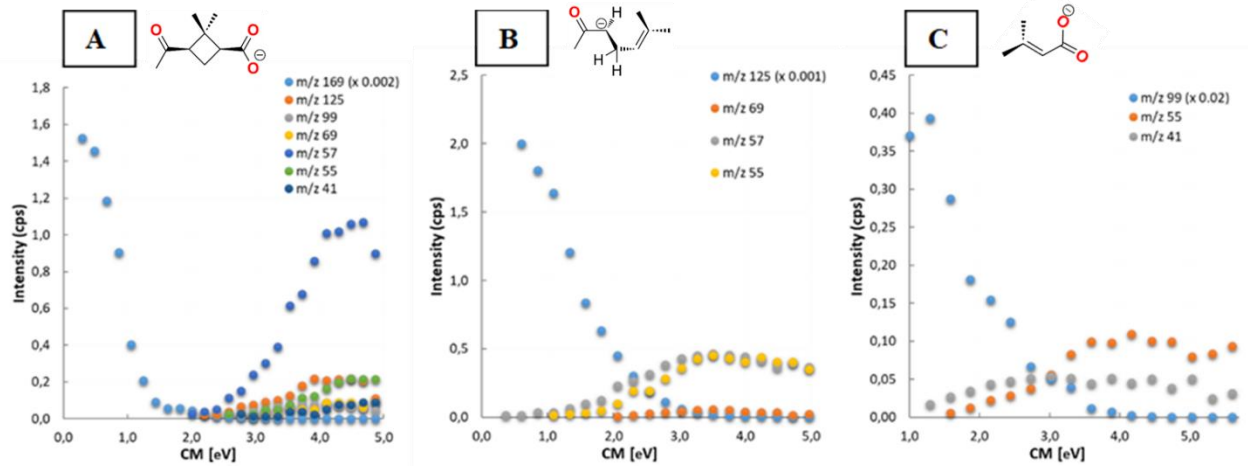 A
O
O
O
⊖
m/z 169 (x 0.002)
m/z 125
m/z 99
m/z 69
m/z 57
m/z 55
m/z 41
1,8
1,6
1,4
1,2
1,0
0,8
0,6
0,4
0,2
0,0
Intensity (cps)
0,0 1,0 2,0 3,0 4,0 5,0
CM [eV]
B
O
⊖
H
H
H
m/z 125 (x 0.001)
m/z 69
m/z 57
m/z 55
2,5
2,0
1,5
1,0
0,5
0,0
Intensity (cps)
0,0 1,0 2,0 3,0 4,0 5,0
CM [eV]
C
⊖
O
O
m/z 99 (x 0.02)
m/z 55
m/z 41
0,45
0,40
0,35
0,30
0,25
0,20
0,15
0,10
0,05
0,00
Intensity (cps)
1,0 2,0 3,0 4,0 5,0
CM [eV]